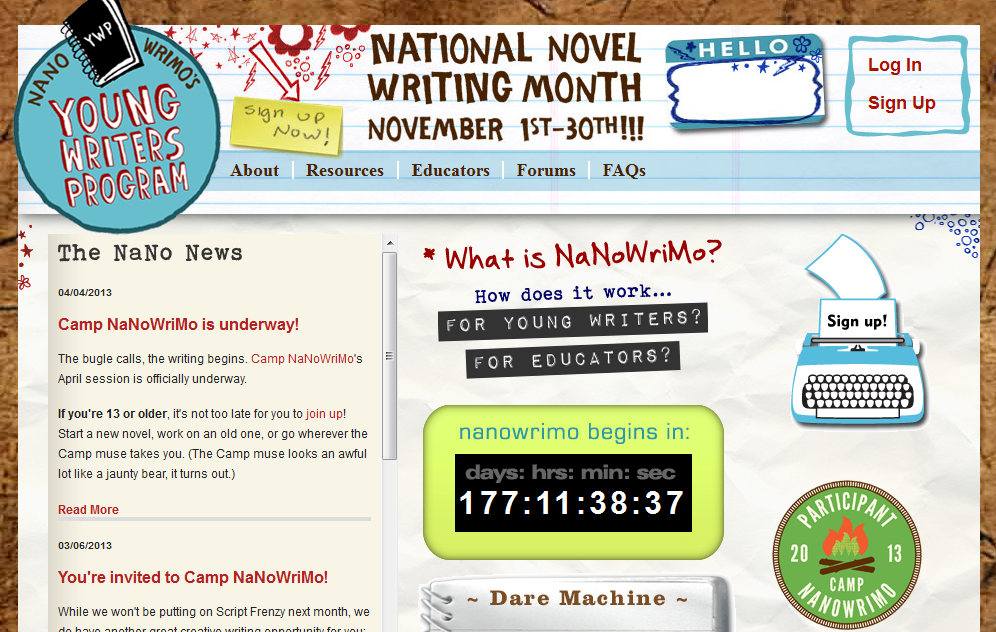 YWP
NANO WRIMO'S
YOUNG
WRITERS
PROGRAM
sign up
Now!
NATIONAL NOVEL
WRITING MONTH
NOVEMBER 1ST-30TH!!!
HELLO
Log In
Sign Up
About
Resources
Educators
Forums
FAQs
The NaNo News
04/04/2013
Camp NaNoWriMo is underway!
The bugle calls, the writing begins. Camp NaNoWriMo's
April session is officially underway.
If you're 13 or older, it's not too late for you to join up!
Start a new novel, work on an old one, or go wherever the
Camp muse takes you. (The Camp muse looks an awful
lot like a jaunty bear, it turns out.)
Read More
03/06/2013
You're invited to Camp NaNoWriMo!
While we won't be putting on Script Frenzy next month, we
do have another great creative writing opportunity for you:
* What is NaNoWriMo?
How does it work...
FOR YOUNG WRITERS?
FOR EDUCATORS?
nanowrimo begins in:
days: hrs: min: sec
177:11:38:37
~ Dare Machine ~
Sign up!
PARTICIPANT
20 13
CAMP
NANOWRIMO